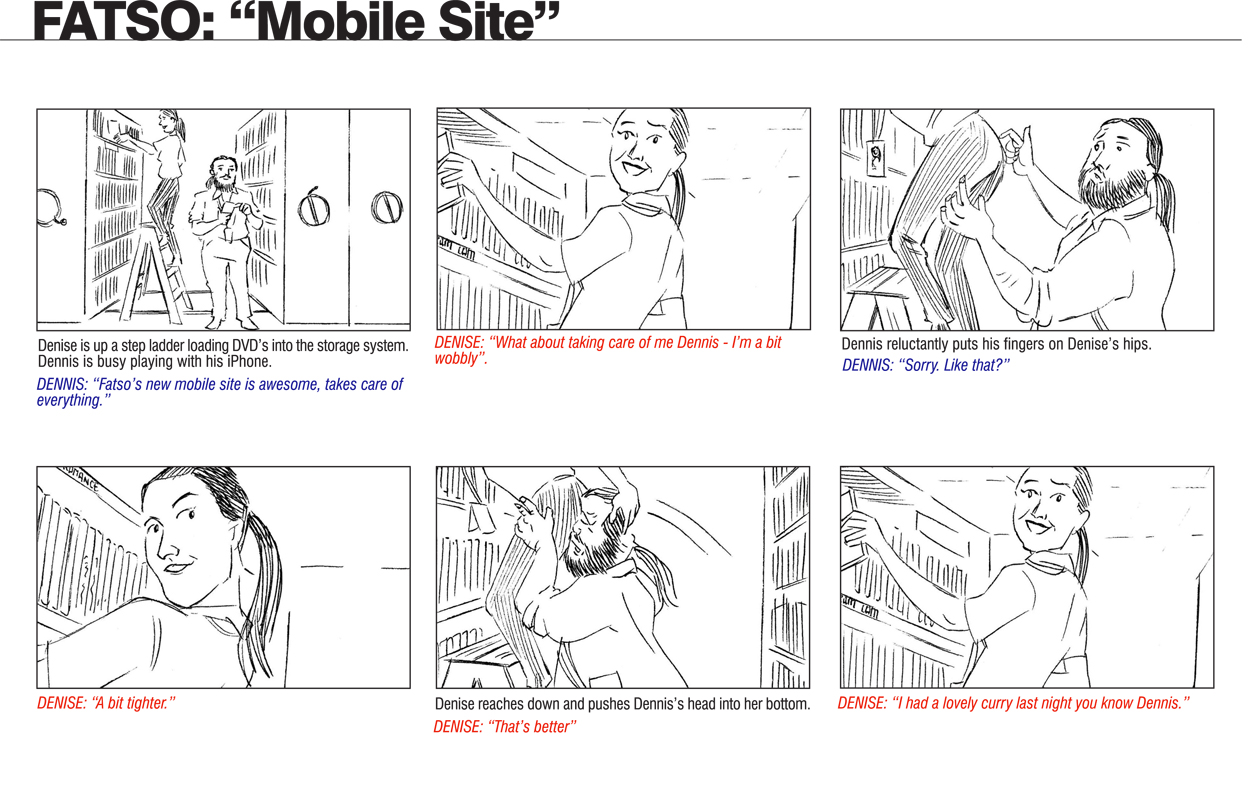 FATSO: “Mobile Site”
Denise is up a step ladder loading DVD’s into the storage system.
Dennis is busy playing with his iPhone.
DENNIS: “Fatso’s new mobile site is awesome, takes care of
everything.”
DENISE: “What about taking care of me Dennis - I’m a bit
wobbly”.
Dennis reluctantly puts his fingers on Denise’s hips.
DENNIS: “Sorry. Like that?”
ROMANCE
DENISE: “A bit tighter.”
Denise reaches down and pushes Dennis’s head into her bottom.
DENISE: “That’s better”
DENISE: “I had a lovely curry last night you know Dennis.”